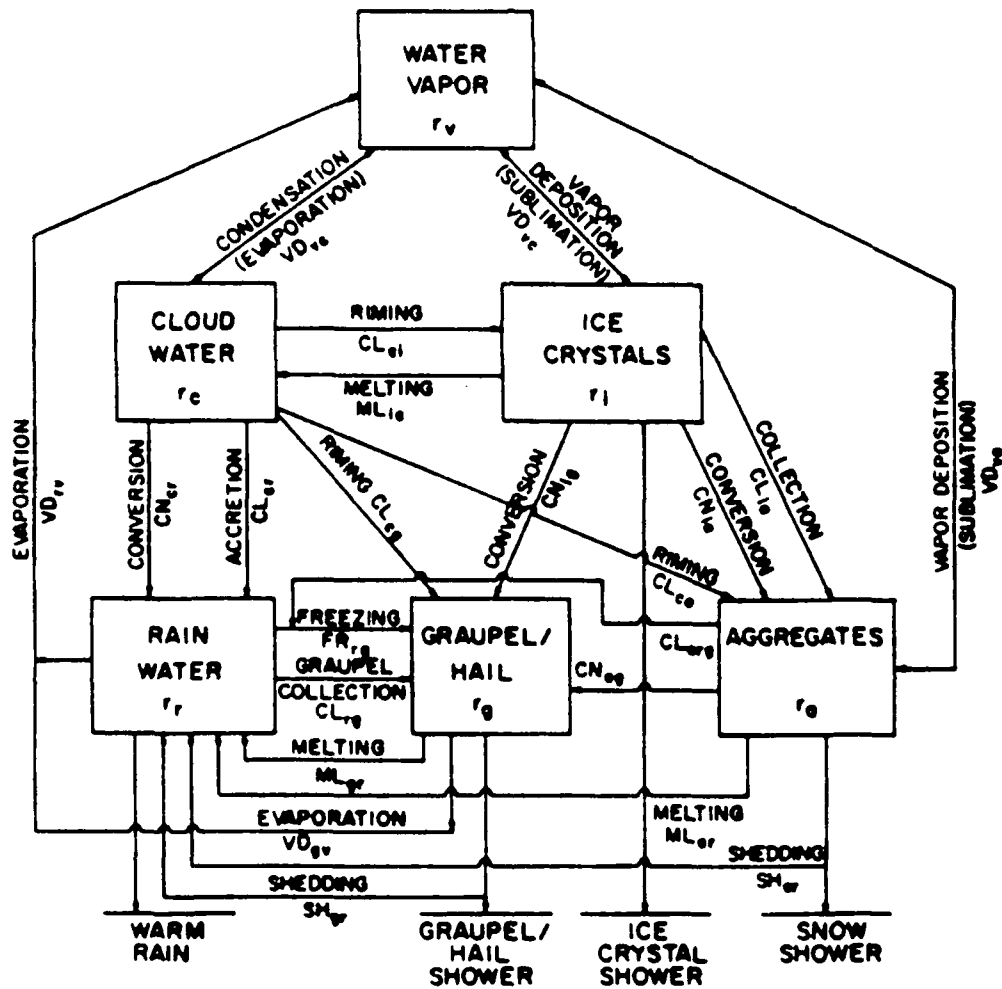 WATER
VAPOR
r_v
CONDENSATION
(EVAPORATION)
VD_vc
VAPOR
DEPOSITION
(SUBLIMATION)
VD_vc
CLOUD
WATER
r_c
RIMING
CL_ci
MELTING
ML_ic
ICE
CRYSTALS
r_i
EVAPORATION
VD_rv
CONVERSION
CN_cr
ACCRETION
CL_cr
RIMING CL_cg
CONVERSION
CN_ig
RIMING
CL_ca
CONVERSION
CN_ia
COLLECTION
CL_ia
VAPOR DEPOSITION
(SUBLIMATION)
VD_va
RAIN
WATER
r_r
FREEZING
FR_rg
GRAUPEL
COLLECTION
CL_rg
GRAUPEL/
HAIL
r_g
CL_arg
CN_ag
AGGREGATES
r_a
MELTING
ML_gr
EVAPORATION
VD_gv
MELTING
ML_ar
SHEDDING
SH_ar
SHEDDING
SH_gr
WARM
RAIN
GRAUPEL/
HAIL
SHOWER
ICE
CRYSTAL
SHOWER
SNOW
SHOWER